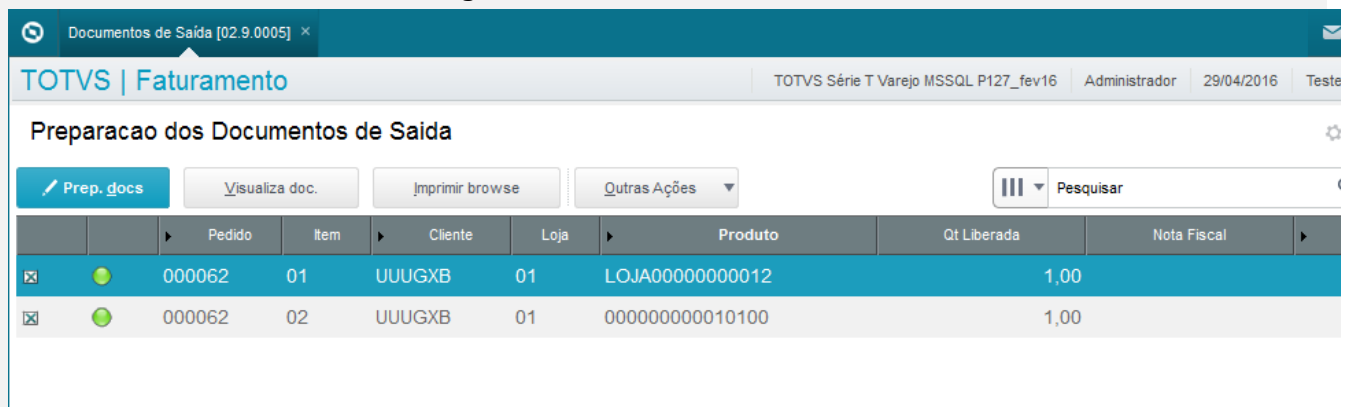 Documentos de Saída [02.9.0005] ×
TOTVS | Faturamento TOTVS Série T Varejo MSSQL P127_fev16 Administrador 29/04/2016 Teste
Preparacao dos Documentos de Saida
Prep. docs Visualiza doc. Imprimir browse Outras Ações Pesquisar
Pedido Item Cliente Loja Produto Qt Liberada Nota Fiscal
000062 01 UUUGXB 01 LOJA00000000012 1,00
000062 02 UUUGXB 01 000000000010100 1,00